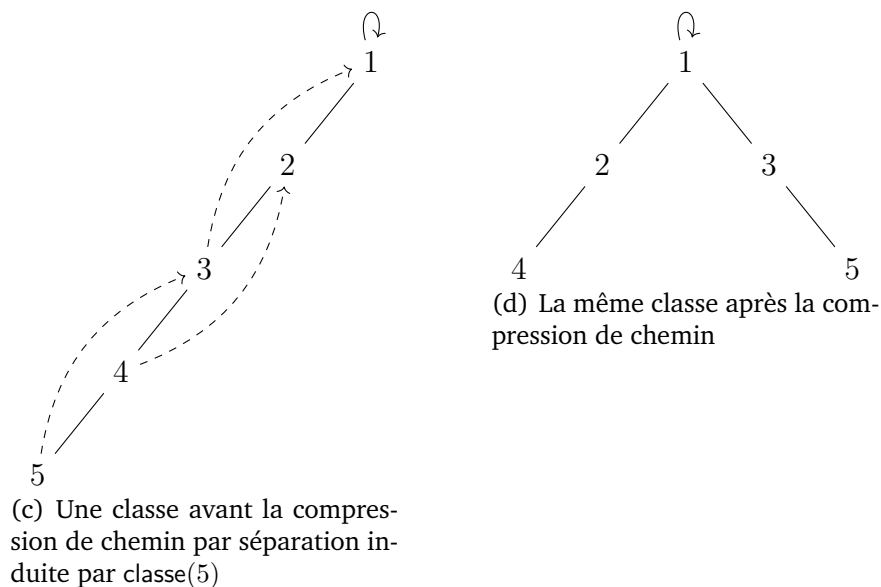 1
2
3
4
5
(c) Une classe avant la compres-
sion de chemin par séparation in-
duite par classe(5)
1
2
3
4
5
(d) La même classe après la com-
pression de chemin